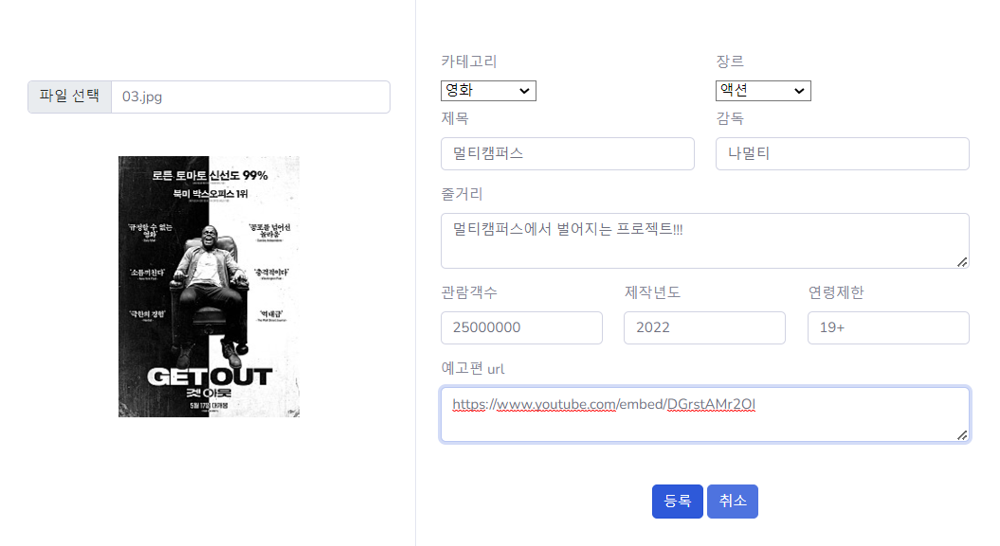 파일 선택 03.jpg
로튼 토마토 신선도 99%
북미 박스오피스 1위
'규정할 수 없는
영화'
'공포를 넘어선
놀라움'
'소름끼친다'
'충격적이다'
'극한의 경험'
'역대급'
GET OUT
겟 아웃
5월 17일 대개봉
카테고리 장르
영화 액션
제목 감독
멀티캠퍼스 나멀티
줄거리
멀티캠퍼스에서 벌어지는 프로젝트!!!
관람객수 제작년도 연령제한
25000000 2022 19+
예고편 url
https://www.youtube.com/embed/DGrstAMr2OI
등록 취소